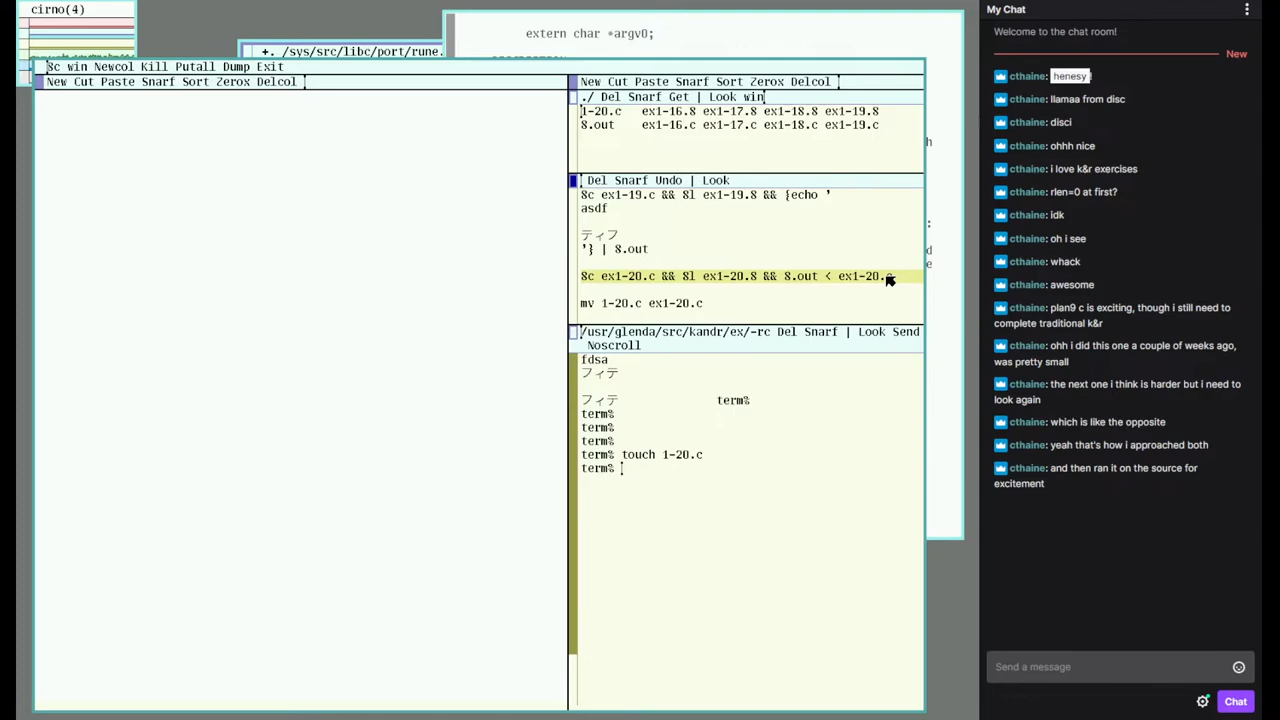 cirno(4)
extern char *argv0;
+. /sys/src/libc/port/rune.
8c win Newcol Kill Putall Dump Exit
New Cut Paste Snarf Sort Zerox Delcol
New Cut Paste Snarf Sort Zerox Delcol
./ Del Snarf Get | Look win
1-20.c ex1-16.8 ex1-17.8 ex1-18.8 ex1-19.8
8.out ex1-16.c ex1-17.c ex1-18.c ex1-19.c
h
Del Snarf Undo | Look
8c ex1-19.c && 8l ex1-19.8 && {echo '
asdf
:
ティフ
'} | 8.out
d
e
8c ex1-20.c && 8l ex1-20.8 && 8.out < ex1-20.c
mv 1-20.c ex1-20.c
/usr/glenda/src/kandr/ex/-rc Del Snarf | Look Send
Noscroll
fdsa
フィテ
フィテ term%
term%
term%
term%
term% touch 1-20.c
term%
My Chat
Welcome to the chat room!
New
cthaine: henesy
cthaine: llamaa from disc
cthaine: disci
cthaine: ohhh nice
cthaine: i love k&r exercises
cthaine: rlen=0 at first?
cthaine: idk
cthaine: oh i see
cthaine: whack
cthaine: awesome
cthaine: plan9 c is exciting, though i still need to
complete traditional k&r
cthaine: ohh i did this one a couple of weeks ago,
was pretty small
cthaine: the next one i think is harder but i need to
look again
cthaine: which is like the opposite
cthaine: yeah that's how i approached both
cthaine: and then ran it on the source for
excitement
Send a message
Chat